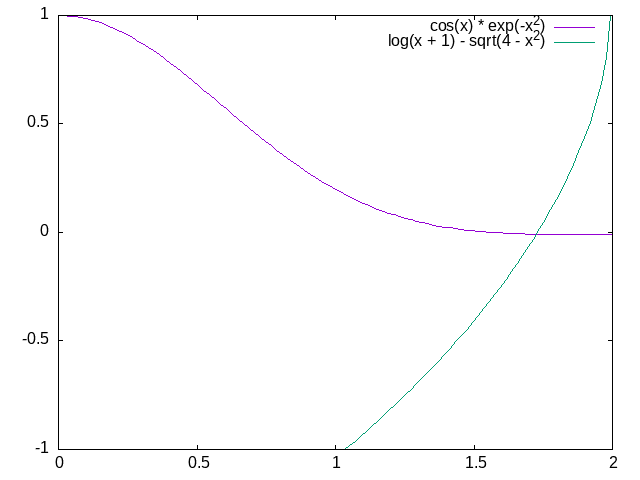 cos(x) * exp(-x²)
log(x + 1) - sqrt(4 - x²)
1
0.5
0
-0.5
-1
0 0.5 1 1.5 2